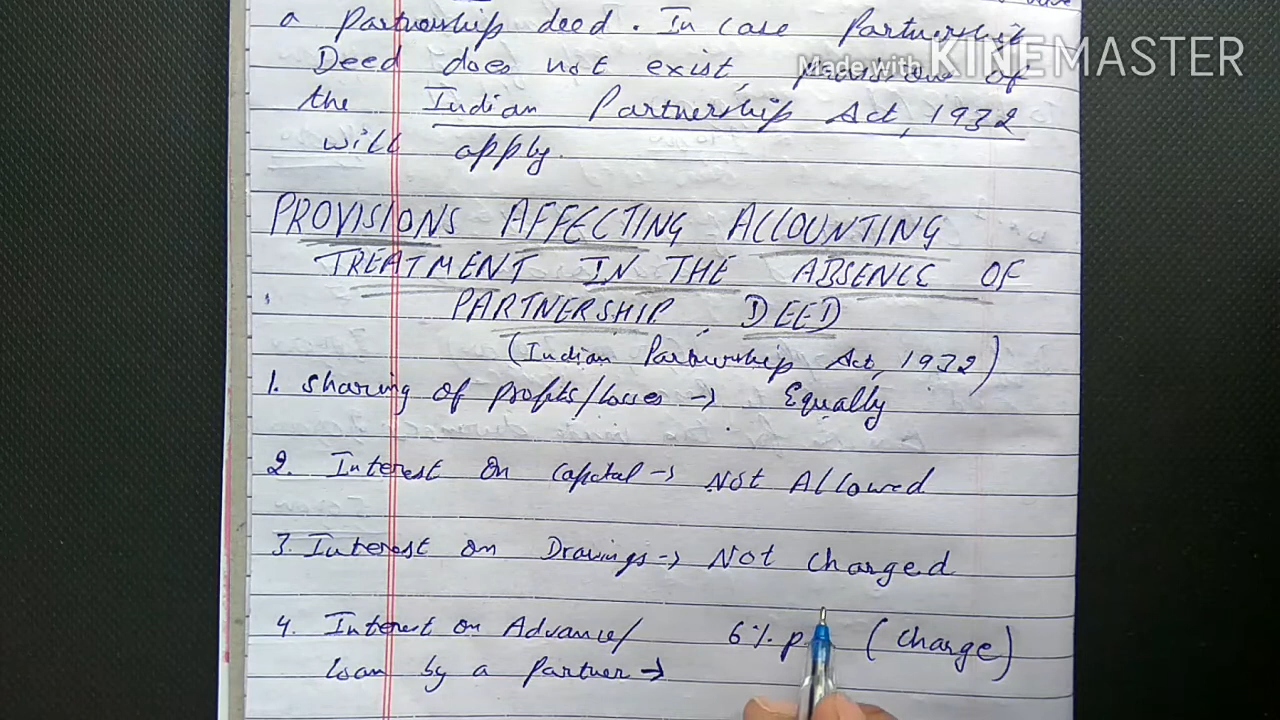 a Partnership deed. In case Partnership
Made with KINEMASTER
Deed does not exist, provisions of
the Indian Partnership Act, 1932
will apply.
PROVISIONS AFFECTING ACCOUNTING
TREATMENT IN THE ABSENCE OF
PARTNERSHIP DEED
(Indian Partnership Act, 1932)
1. Sharing of Profits/Losses → Equally
2. Interest on Capital → Not Allowed
3. Interest on Drawings → Not Charged
4. Interest on Advance/ 6% p (Charge)
loan by a Partner →